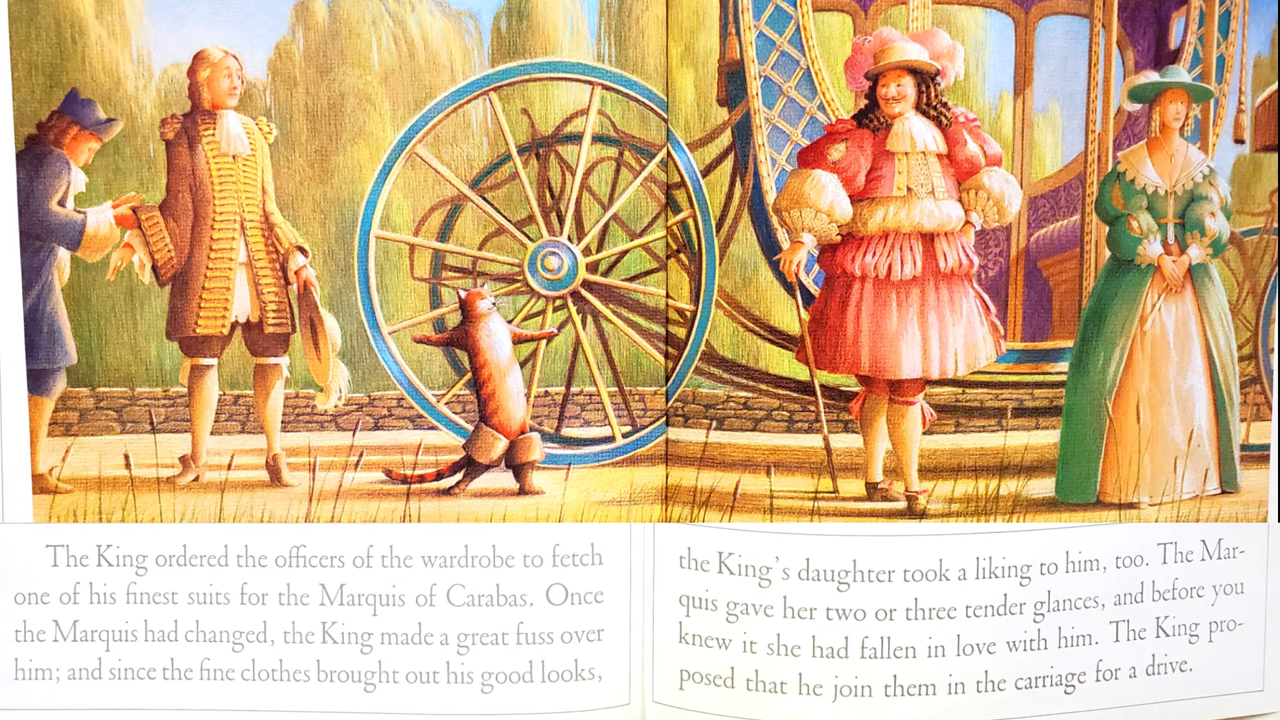 The King ordered the officers of the wardrobe to fetch
one of his finest suits for the Marquis of Carabas. Once
the Marquis had changed, the King made a great fuss over
him; and since the fine clothes brought out his good looks,
the King's daughter took a liking to him, too. The Mar-
quis gave her two or three tender glances, and before you
knew it she had fallen in love with him. The King pro-
posed that he join them in the carriage for a drive.